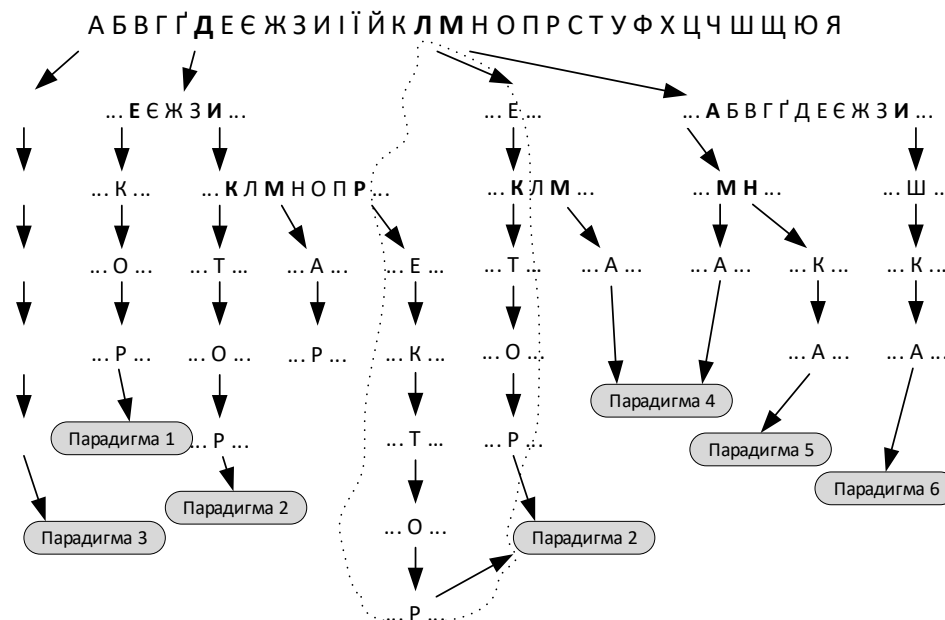 А Б В Г Ґ Д Е Є Ж З И І Ї Й К Л М Н О П Р С Т У Ф Х Ц Ч Ш Щ Ю Я
... Е Є Ж З И ...
... Е ...
... А Б В Г Ґ Д Е Є Ж З И ...
... К ...
... К Л М Н О П Р ...
... К Л М ...
... М Н ...
... Ш ...
... О ...
... Т ...
... А ...
... Е ...
... Т ...
... А ...
... А ...
... К ...
... К ...
... Р ...
... О ...
... Р ...
... К ...
... О ...
... А ...
... А ...
Парадигма 4
Парадигма 1
... Р ...
... Т ...
... Р ...
Парадигма 5
Парадигма 6
Парадигма 2
... О ...
Парадигма 3
Парадигма 2
... Р ...